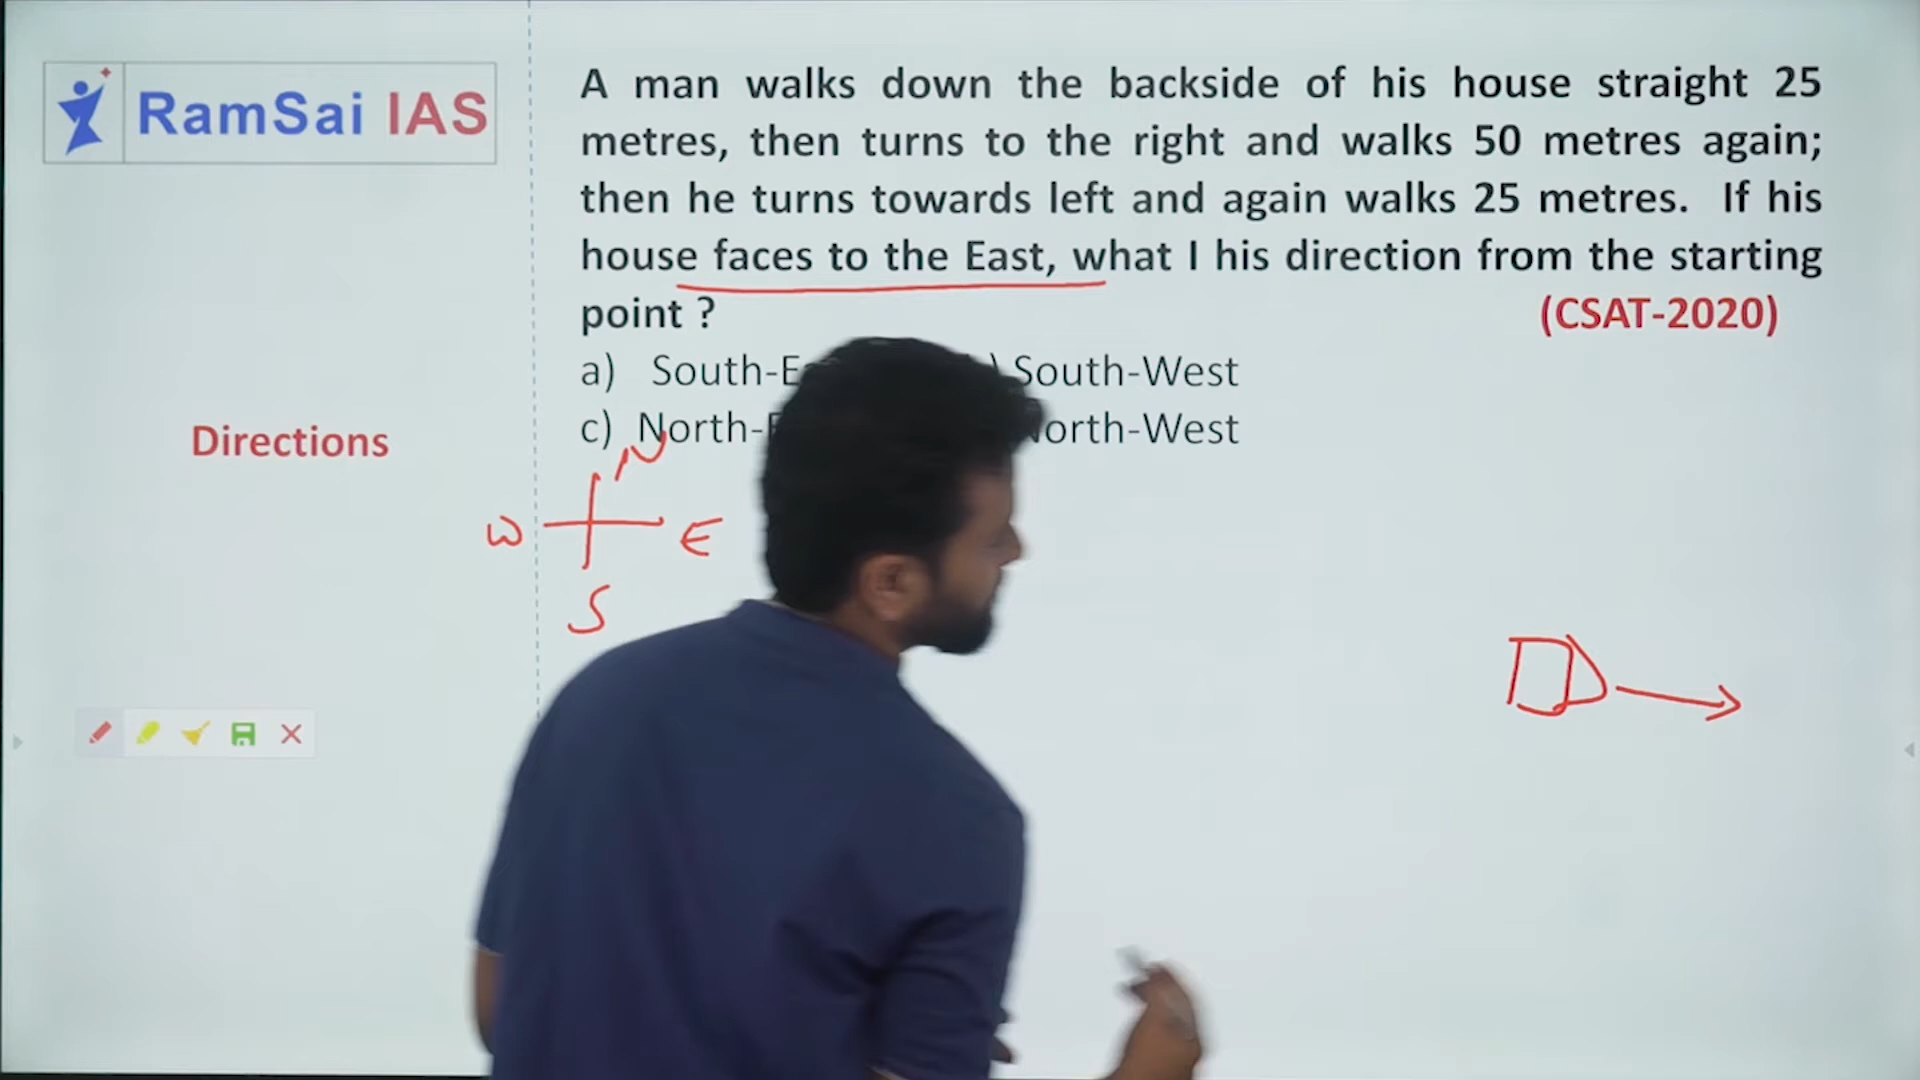 RamSai IAS
A man walks down the backside of his house straight 25
metres, then turns to the right and walks 50 metres again;
then he turns towards left and again walks 25 metres. If his
house faces to the East, what I his direction from the starting
point ?
(CSAT-2020)
a) South-E
) South-West
c) North-
North-West
Directions
N
W
E
S